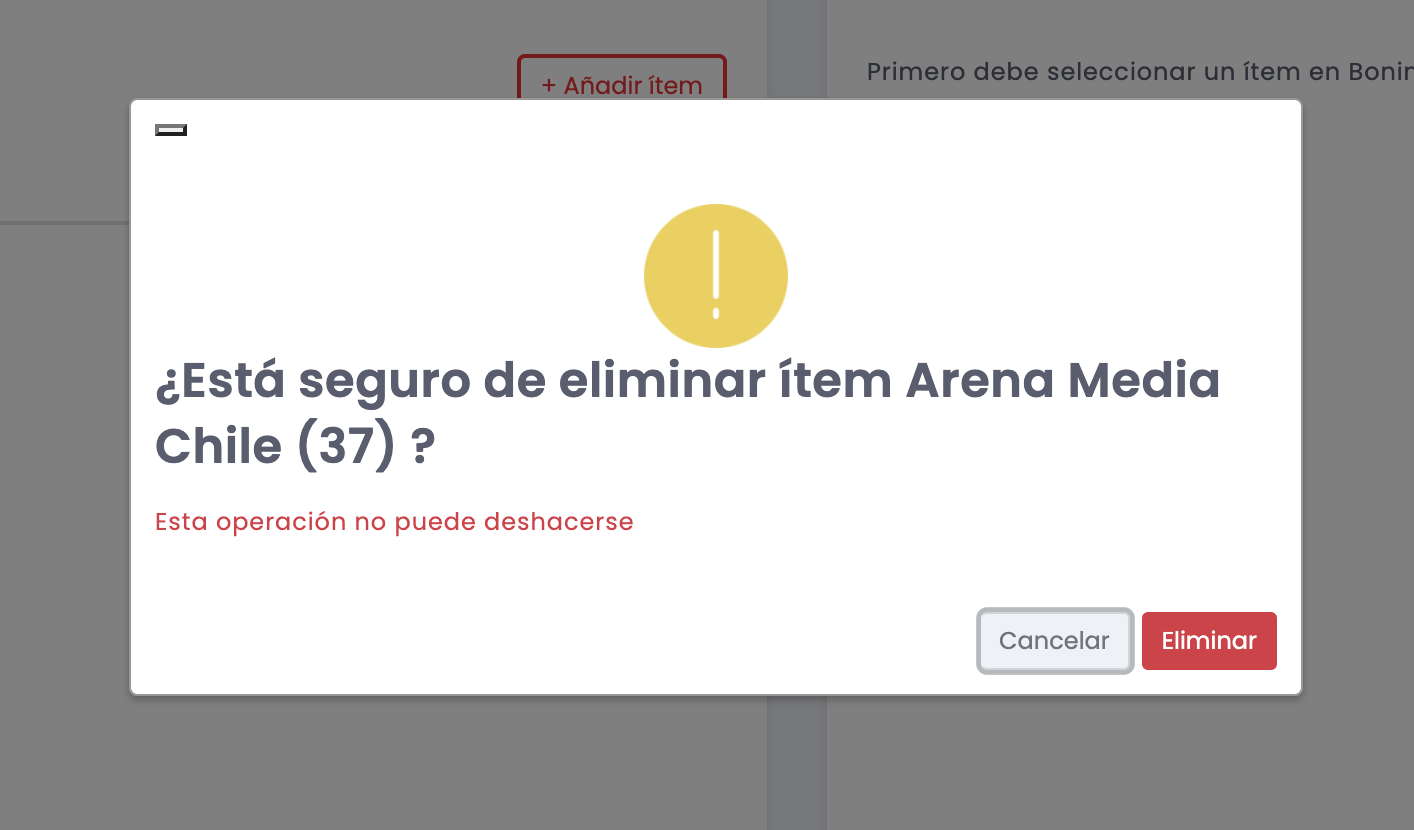 + Añadir ítem
Primero debe seleccionar un ítem en
¿Está seguro de eliminar ítem Arena Media
Chile (37) ?
Esta operación no puede deshacerse
Cancelar
Eliminar